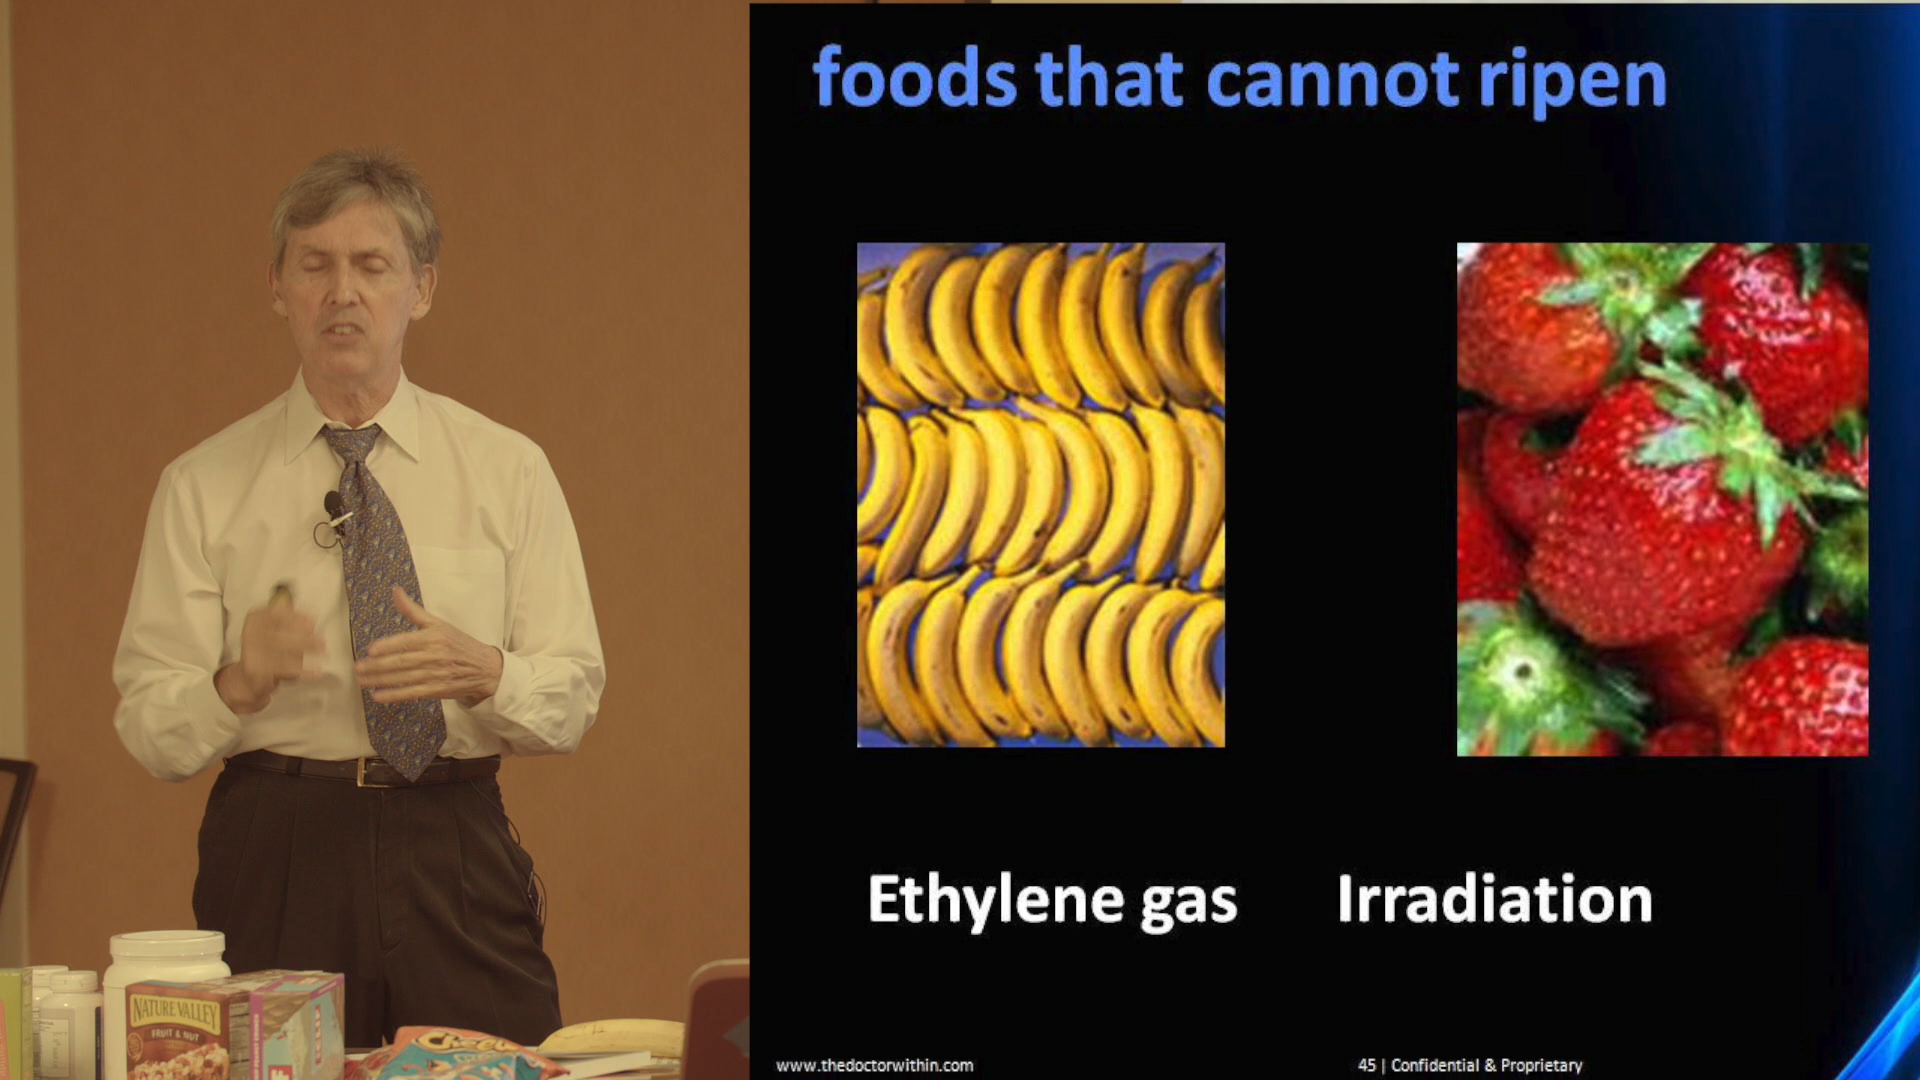 foods that cannot ripen
Ethylene gas
Irradiation
www.thedoctorwithin.com
45 | Confidential & Proprietary
NATURE VALLEY
FRUIT & NUT